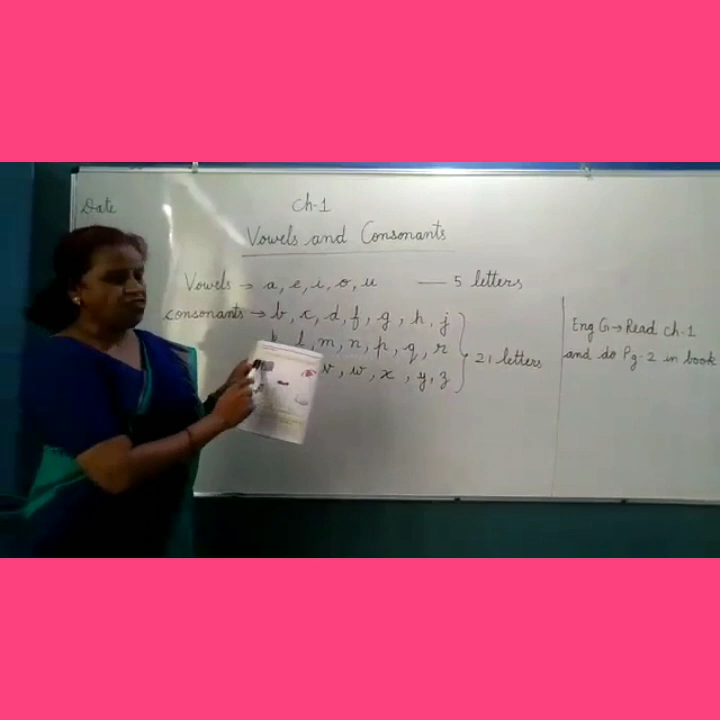 Date
Ch-1
Vowels and Consonants
Vowels → a, e, i, o, u — 5 letters
consonants → b, c, d, f, g, h, j
k, l, m, n, p, q, r
v, w, x, y, z
21 letters
Eng G → Read ch-1
and do Pg-2 in book